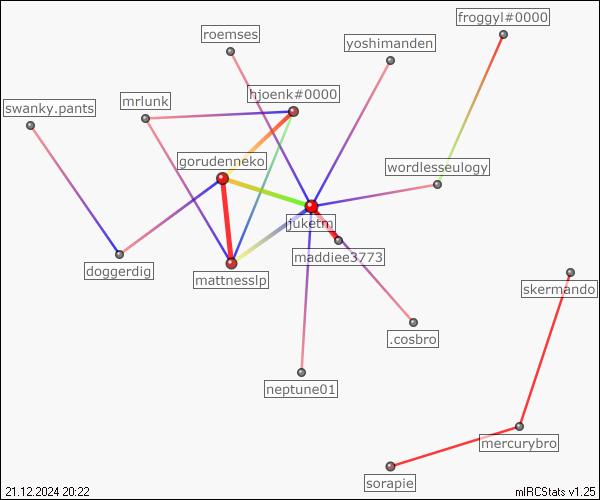 froggyl#0000
roemses
yoshimanden
hjoenk#0000
mrlunk
swanky.pants
gorudenneko
wordlesseulogy
juketm
maddiee3773
doggerdig
mattnesslp
skermando
.cosbro
neptune01
mercurybro
sorapie
21.12.2024 20:22
mIRCStats v1.25